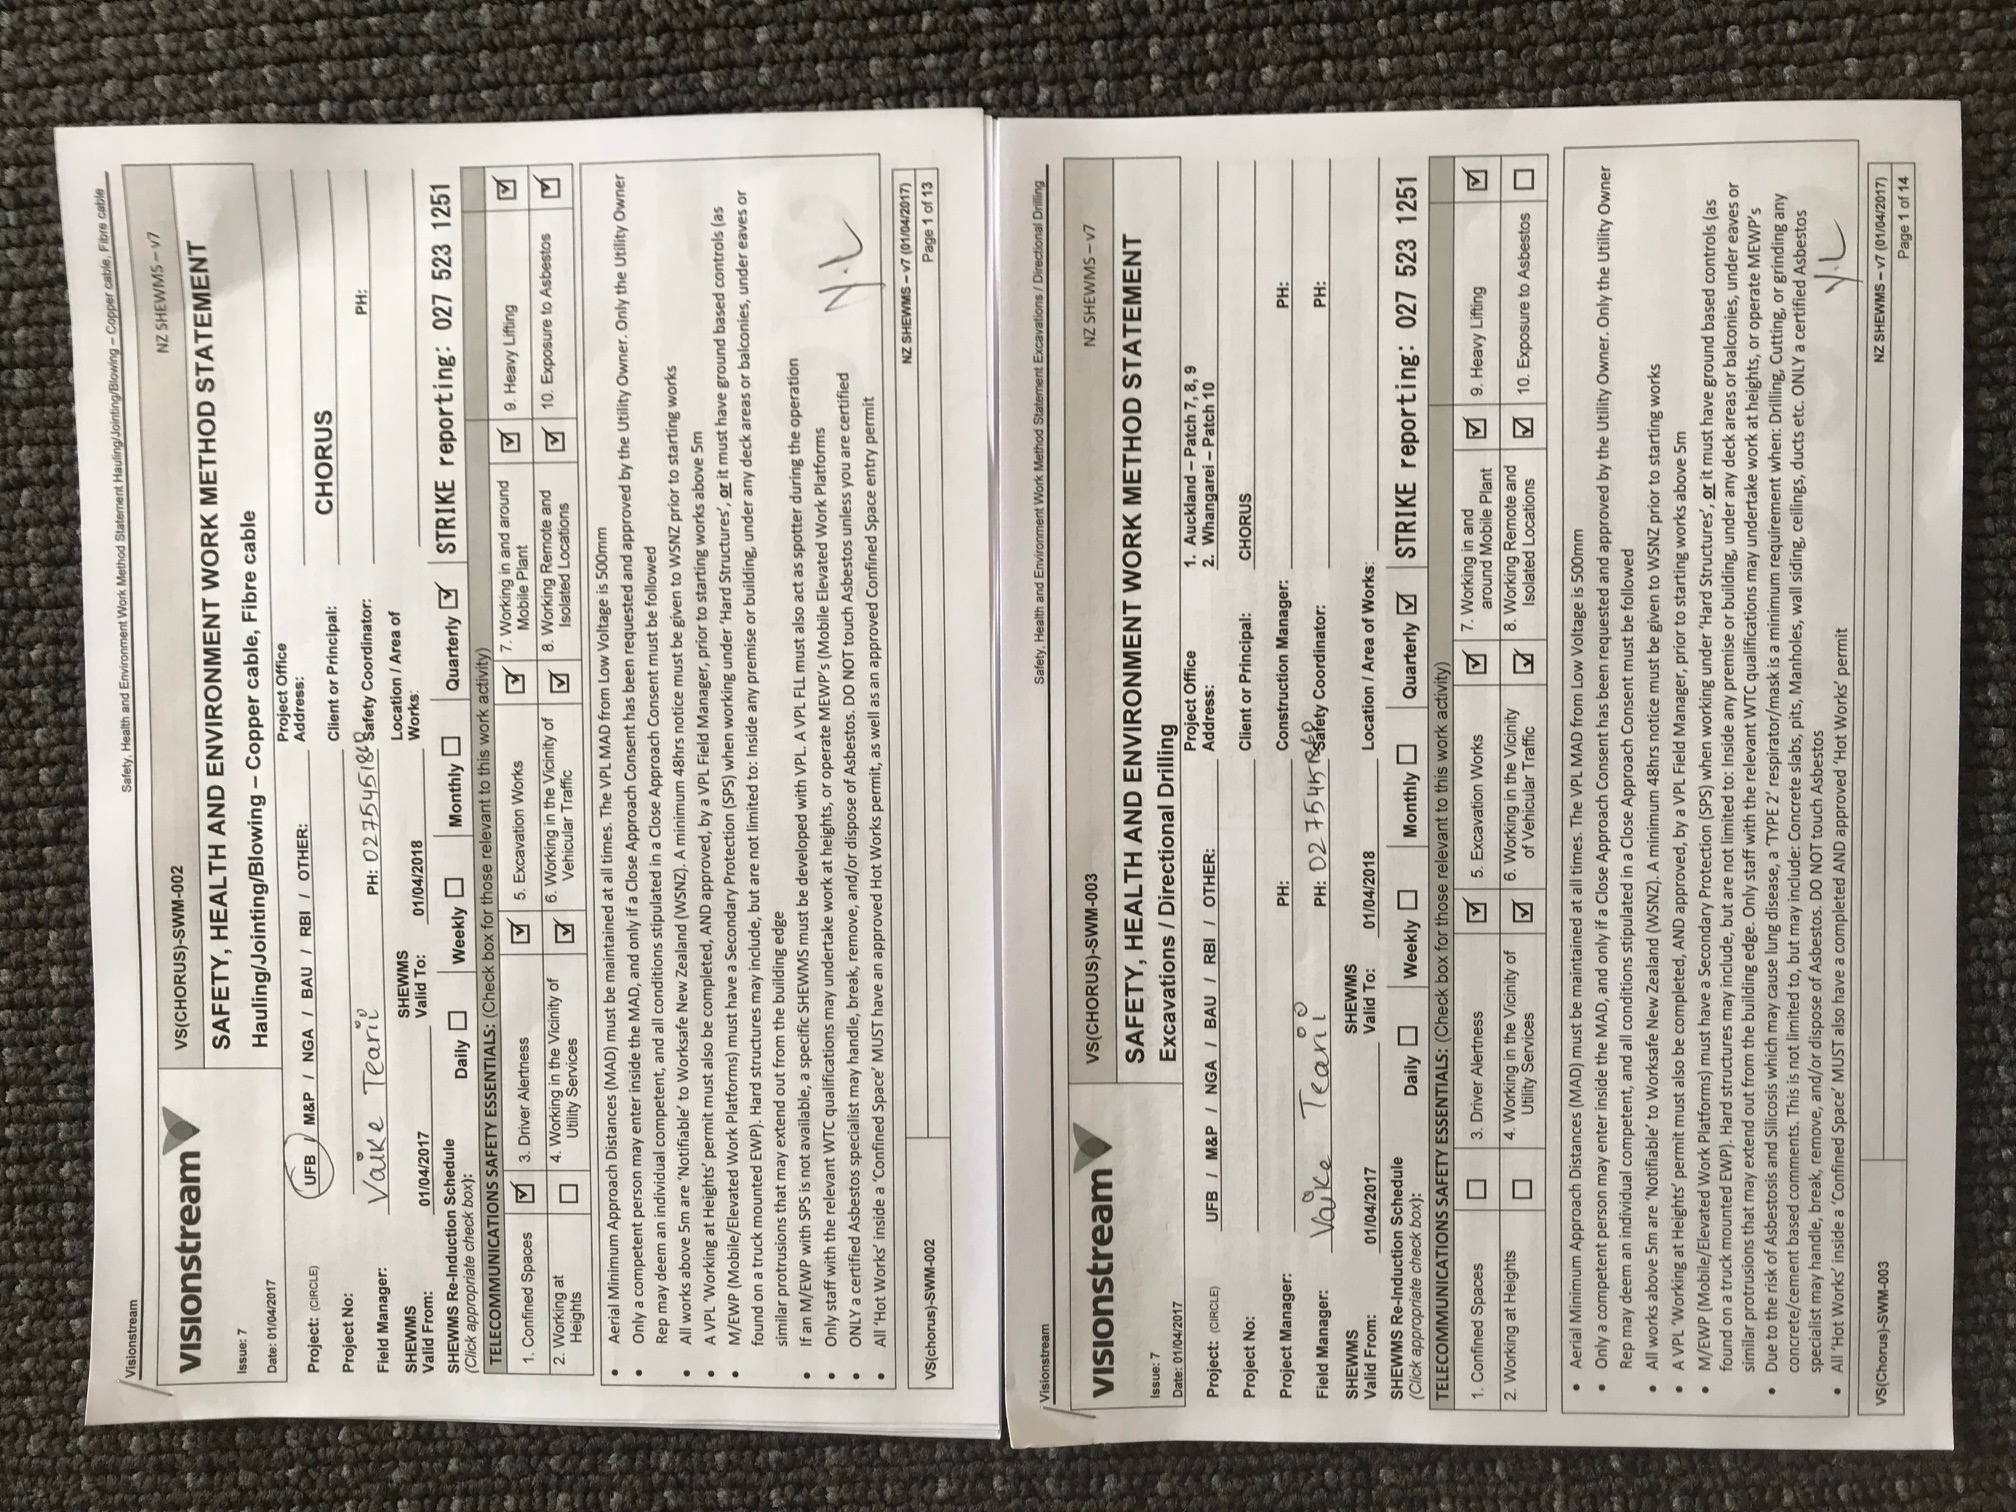 Visionstream Safety, Health and Environment Work Method Statement Hauling/Jointing/Blowing – Copper cable, Fibre cable
VISIONstream VS(CHORUS)-SWM-002 NZ SHEWMS – v7
SAFETY, HEALTH AND ENVIRONMENT WORK METHOD STATEMENT
Issue: 7
Hauling/Jointing/Blowing – Copper cable, Fibre cable
Date: 01/04/2017
Project: (CIRCLE) UFB / M&P / NGA / BAU / RBI / OTHER: Project Office Address:
Project No: Client or Principal: CHORUS
Field Manager: Vaike Tearii PH: 0275451860 Safety Coordinator: PH:
SHEWMS Valid From: 01/04/2017 SHEWMS Valid To: 01/04/2018 Location / Area of Works:
SHEWMS Re-Induction Schedule Daily ☐ Weekly ☐ Monthly ☐ Quarterly ☑ STRIKE reporting: 027 523 1251
(Click appropriate check box):
TELECOMMUNICATIONS SAFETY ESSENTIALS: (Check box for those relevant to this work activity)
1. Confined Spaces ☑ 3. Driver Alertness ☑ 5. Excavation Works ☑ 7. Working in and around Mobile Plant ☑ 9. Heavy Lifting ☑
2. Working at Heights ☐ 4. Working in the Vicinity of Utility Services ☑ 6. Working in the Vicinity of Vehicular Traffic ☑ 8. Working Remote and Isolated Locations ☑ 10. Exposure to Asbestos ☑
• Aerial Minimum Approach Distances (MAD) must be maintained at all times. The VPL MAD from Low Voltage is 500mm
• Only a competent person may enter inside the MAD, and only if a Close Approach Consent has been requested and approved by the Utility Owner. Only the Utility Owner
Rep may deem an individual competent, and all conditions stipulated in a Close Approach Consent must be followed
• All works above 5m are 'Notifiable' to Worksafe New Zealand (WSNZ). A minimum 48hrs notice must be given to WSNZ prior to starting works
• A VPL 'Working at Heights' permit must also be completed, AND approved, by a VPL Field Manager, prior to starting works above 5m
• M/EWP (Mobile/Elevated Work Platforms) must have a Secondary Protection (SPS) when working under 'Hard Structures', or it must have ground based controls (as
found on a truck mounted EWP). Hard structures may include, but are not limited to: Inside any premise or building, under any deck areas or balconies, under eaves or
similar protrusions that may extend out from the building edge
• If an M/EWP with SPS is not available, a specific SHEWMS must be developed with VPL. A VPL FLL must also act as spotter during the operation
• Only staff with the relevant WTC qualifications may undertake work at heights, or operate MEWP's (Mobile Elevated Work Platforms
• ONLY a certified Asbestos specialist may handle, break, remove, and/or dispose of Asbestos. DO NOT touch Asbestos unless you are certified
• All 'Hot Works' inside a 'Confined Space' MUST have an approved Hot Works permit, as well as an approved Confined Space entry permit
Y.L
NZ SHEWMS – v7 (01/04/2017)
VS(chorus)-SWM-002 Page 1 of 13
Visionstream Safety, Health and Environment Work Method Statement Excavations / Directional Drilling
VISIONstream VS(CHORUS)-SWM-003 NZ SHEWMS – v7
SAFETY, HEALTH AND ENVIRONMENT WORK METHOD STATEMENT
Issue: 7
Excavations / Directional Drilling
Date: 01/04/2017
Project: (CIRCLE) UFB / M&P / NGA / BAU / RBI / OTHER: Project Office Address: 1. Auckland – Patch 7, 8, 9
2. Whangarei – Patch 10
Project No: Client or Principal: CHORUS
Project Manager: PH: Construction Manager: PH:
Field Manager: Vaike Tearii PH: 0275451860 Safety Coordinator: PH:
SHEWMS Valid From: 01/04/2017 SHEWMS Valid To: 01/04/2018 Location / Area of Works:
SHEWMS Re-Induction Schedule Daily ☐ Weekly ☐ Monthly ☐ Quarterly ☑ STRIKE reporting: 027 523 1251
(Click appropriate check box):
TELECOMMUNICATIONS SAFETY ESSENTIALS: (Check box for those relevant to this work activity)
1. Confined Spaces ☐ 3. Driver Alertness ☑ 5. Excavation Works ☑ 7. Working in and around Mobile Plant ☑ 9. Heavy Lifting ☑
2. Working at Heights ☐ 4. Working in the Vicinity of Utility Services ☑ 6. Working in the Vicinity of Vehicular Traffic ☑ 8. Working Remote and Isolated Locations ☑ 10. Exposure to Asbestos ☐
• Aerial Minimum Approach Distances (MAD) must be maintained at all times. The VPL MAD from Low Voltage is 500mm
• Only a competent person may enter inside the MAD, and only if a Close Approach Consent has been requested and approved by the Utility Owner. Only the Utility Owner
Rep may deem an individual competent, and all conditions stipulated in a Close Approach Consent must be followed
• All works above 5m are 'Notifiable' to Worksafe New Zealand (WSNZ). A minimum 48hrs notice must be given to WSNZ prior to starting works
• A VPL 'Working at Heights' permit must also be completed, AND approved, by a VPL Field Manager, prior to starting works above 5m
• M/EWP (Mobile/Elevated Work Platforms) must have a Secondary Protection (SPS) when working under 'Hard Structures', or it must have ground based controls (as
found on a truck mounted EWP). Hard structures may include, but are not limited to: Inside any premise or building, under any deck areas or balconies, under eaves or
similar protrusions that may extend out from the building edge. Only staff with the relevant WTC qualifications may undertake work at heights, or operate MEWP's
• Due to the risk of Asbestosis and Silicosis which may cause lung disease, a 'TYPE 2' respirator/mask is a minimum requirement when: Drilling, Cutting, or grinding any
concrete/cement based comments. This is not limited to, but may include: Concrete slabs, pits, Manholes, wall siding, ceilings, ducts etc. ONLY a certified Asbestos
specialist may handle, break, remove, and/or dispose of Asbestos. DO NOT touch Asbestos
• All 'Hot Works' inside a 'Confined Space' MUST also have a completed AND approved 'Hot Works' permit
Y.L
NZ SHEWMS – v7 (01/04/2017)
VS(Chorus)-SWM-003 Page 1 of 14